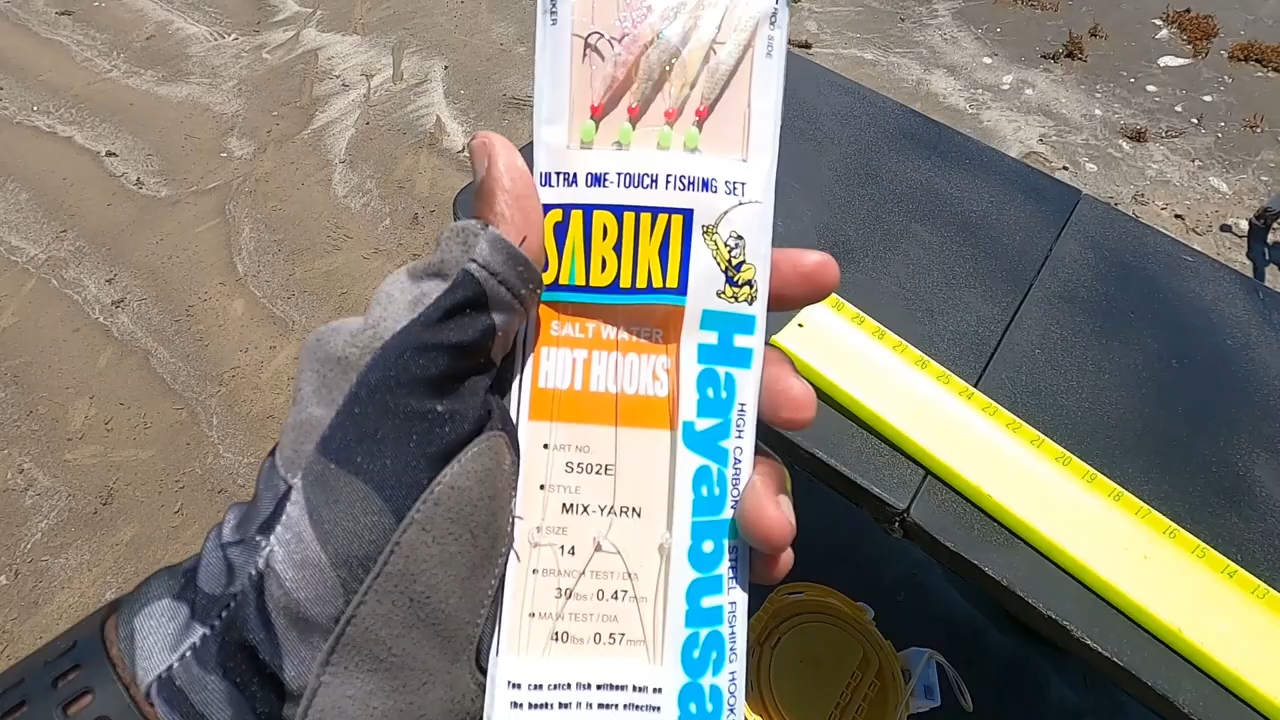 ROD SIDE
ULTRA ONE-TOUCH FISHING SET
SABIKI
SALT WATER
HOT HOOKS
Hayabusa
HIGH CARBON STEEL FISHING HOOK
ART NO.
S502E
STYLE
MIX-YARN
SIZE
14
BRANCH TEST/DIA
30lbs/0.47mm
MAIN TEST/DIA
40lbs/0.57mm
You can catch fish without bait on
the hooks but it is more effective
30 29 28 27 26 25 24 23 22 21 20 19 18 17 16 15 14 13